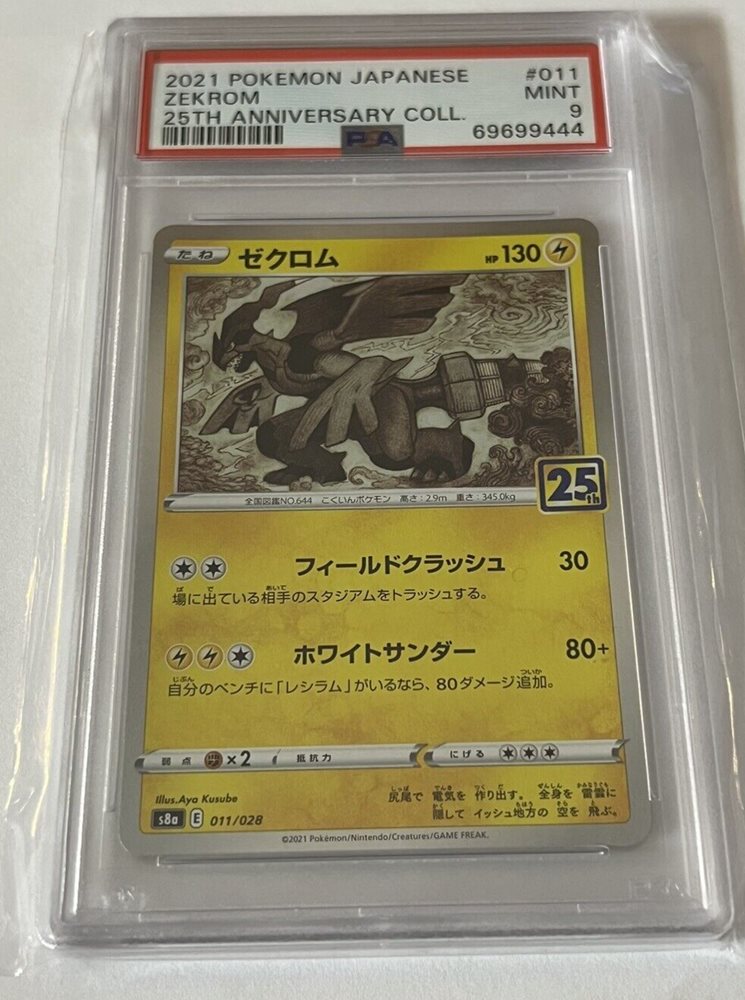 2021 POKEMON JAPANESE #011
ZEKROM MINT
25TH ANNIVERSARY COLL. 9
PSA 69699444
たね ゼクロム HP 130
全国図鑑NO.644 こくいんポケモン 高さ:2.9m 重さ:345.0kg
25th
フィールドクラッシュ 30
場に出ている相手のスタジアムをトラッシュする。
ホワイトサンダー 80+
自分のベンチに「レシラム」がいるなら、80ダメージ追加。
弱点 ×2 抵抗力 にげる
Illus.Aya Kusube
尻尾で 電気を 作り出す。 全身を 雷雲に
隠して イッシュ地方の 空を 飛ぶ。
s8a E 011/028
©2021 Pokémon/Nintendo/Creatures/GAME FREAK.